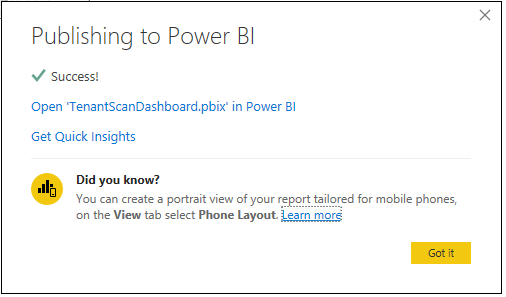 Publishing to Power BI
Success!
Open 'TenantScanDashboard.pbix' in Power BI
Get Quick Insights
Did you know?
You can create a portrait view of your report tailored for mobile phones,
on the View tab select Phone Layout. Learn more
Got it